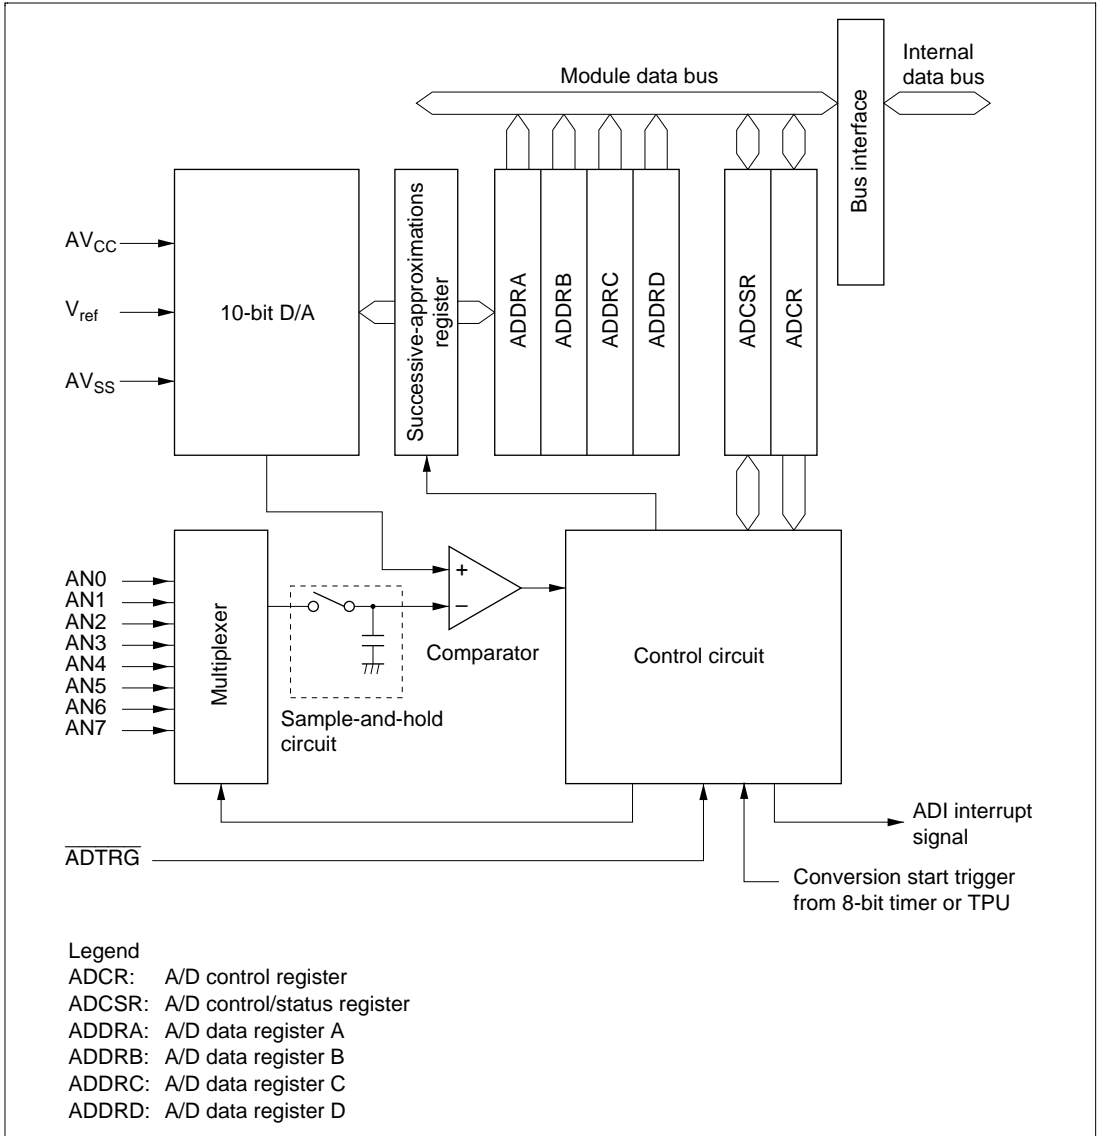 Module data bus
Internal
data bus
Bus interface
AVCC
Vref
AVSS
10-bit D/A
Successive-approximations
register
ADDRA
ADDRB
ADDRC
ADDRD
ADCSR
ADCR
AN0
AN1
AN2
AN3
AN4
AN5
AN6
AN7
Multiplexer
+
−
Comparator
Sample-and-hold
circuit
Control circuit
ADI interrupt
signal
ADTRG
Conversion start trigger
from 8-bit timer or TPU
Legend
ADCR: A/D control register
ADCSR: A/D control/status register
ADDRA: A/D data register A
ADDRB: A/D data register B
ADDRC: A/D data register C
ADDRD: A/D data register D